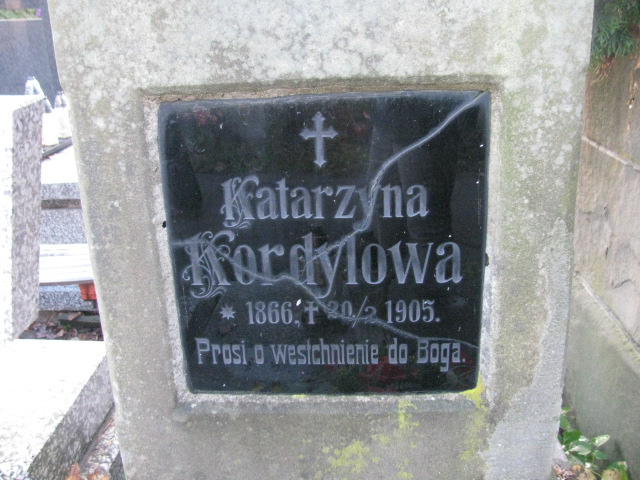 Katarzyna
Kordylowa
* 1866, † 20/2 1905.
Prosi o westchnienie do Boga.